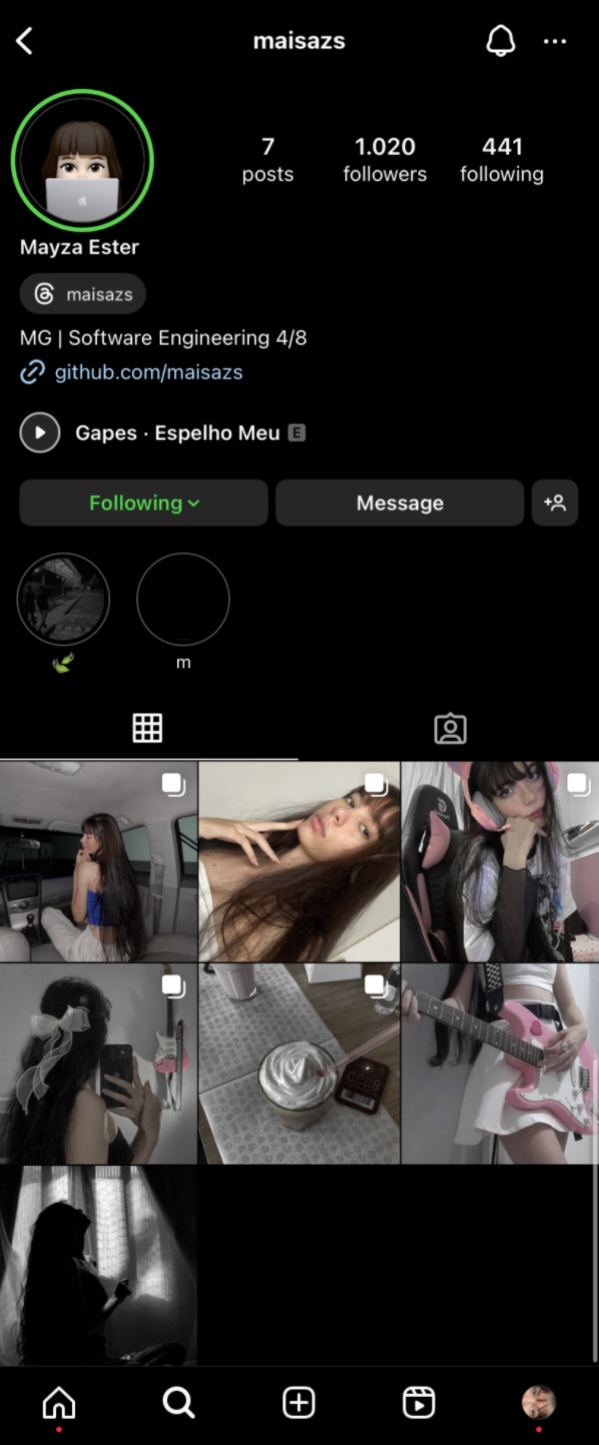 maisazs
7 1.020 441
posts followers following
Mayza Ester
maisazs
MG | Software Engineering 4/8
github.com/maisazs
Gapes · Espelho Meu E
Following Message
m